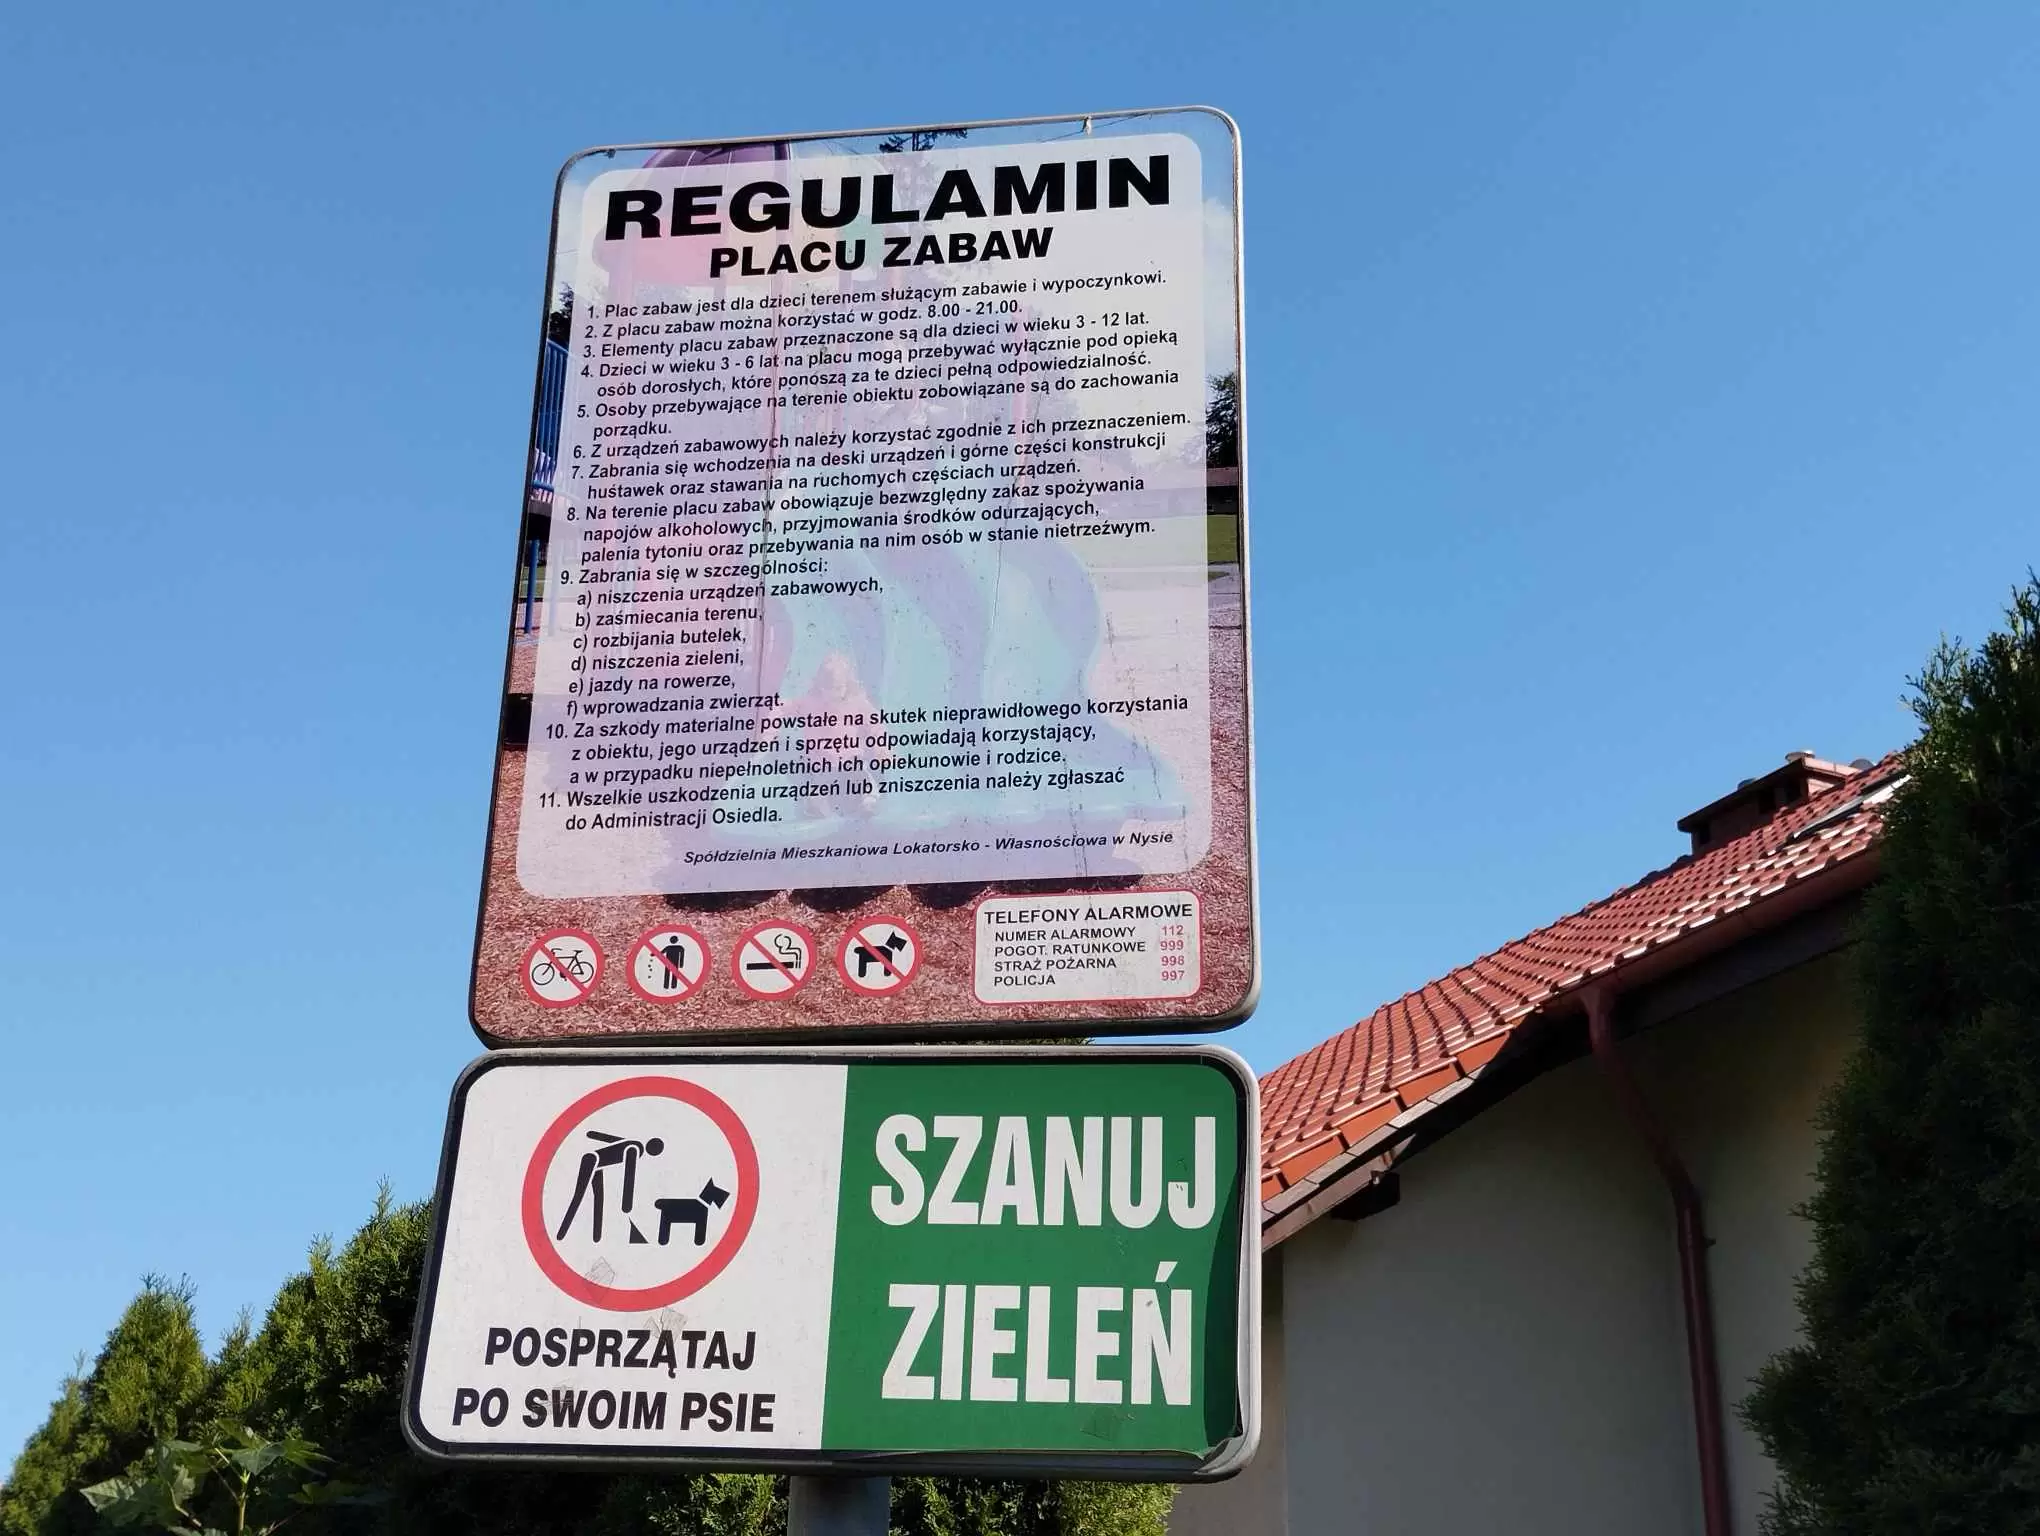 REGULAMIN
PLACU ZABAW
1. Plac zabaw jest dla dzieci terenem służącym zabawie i wypoczynkowi.
2. Z placu zabaw można korzystać w godz. 8.00 - 21.00.
3. Elementy placu zabaw przeznaczone są dla dzieci w wieku 3 - 12 lat.
4. Dzieci w wieku 3 - 6 lat na placu mogą przebywać wyłącznie pod opieką
osób dorosłych, które ponoszą za te dzieci pełną odpowiedzialność.
5. Osoby przebywające na terenie obiektu zobowiązane są do zachowania
porządku.
6. Z urządzeń zabawowych należy korzystać zgodnie z ich przeznaczeniem.
7. Zabrania się wchodzenia na deski urządzeń i górne części konstrukcji
huśtawek oraz stawania na ruchomych częściach urządzeń.
8. Na terenie placu zabaw obowiązuje bezwzględny zakaz spożywania
napojów alkoholowych, przyjmowania środków odurzających,
palenia tytoniu oraz przebywania na nim osób w stanie nietrzeźwym.
9. Zabrania się w szczególności:
a) niszczenia urządzeń zabawowych,
b) zaśmiecania terenu,
c) rozbijania butelek,
d) niszczenia zieleni,
e) jazdy na rowerze,
f) wprowadzania zwierząt.
10. Za szkody materialne powstałe na skutek nieprawidłowego korzystania
z obiektu, jego urządzeń i sprzętu odpowiadają korzystający,
a w przypadku niepełnoletnich ich opiekunowie i rodzice.
11. Wszelkie uszkodzenia urządzeń lub zniszczenia należy zgłaszać
do Administracji Osiedla.
Spółdzielnia Mieszkaniowa Lokatorsko - Własnościowa w Nysie
TELEFONY ALARMOWE
NUMER ALARMOWY 112
POGOT. RATUNKOWE 999
STRAŻ POŻARNA 998
POLICJA 997
POSPRZĄTAJ
PO SWOIM PSIE
SZANUJ
ZIELEŃ